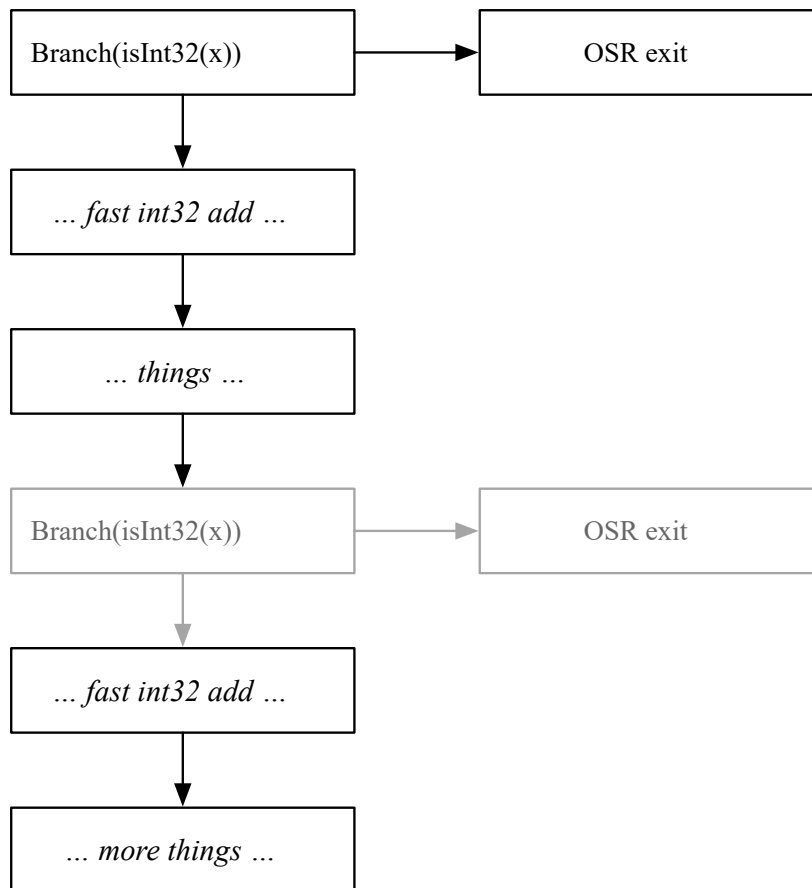 Branch(isInt32(x))
OSR exit
… fast int32 add …
… things …
Branch(isInt32(x))
OSR exit
… fast int32 add …
… more things …